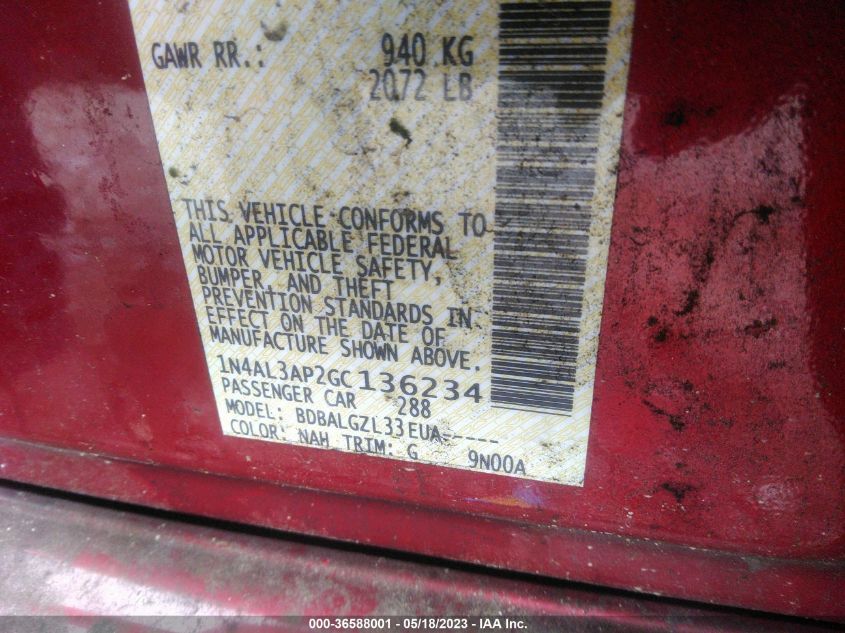 GAWR RR.: 940 KG
2072 LB
THIS VEHICLE CONFORMS TO
ALL APPLICABLE FEDERAL
MOTOR VEHICLE SAFETY,
BUMPER, AND THEFT
PREVENTION STANDARDS IN
EFFECT ON THE DATE OF
MANUFACTURE SHOWN ABOVE.
1N4AL3AP2GC136234
PASSENGER CAR 288
MODEL: BDBALGZL33EUA-----
COLOR: NAH TRIM: G 9N00A
000-36588001 - 05/18/2023 - IAA Inc.